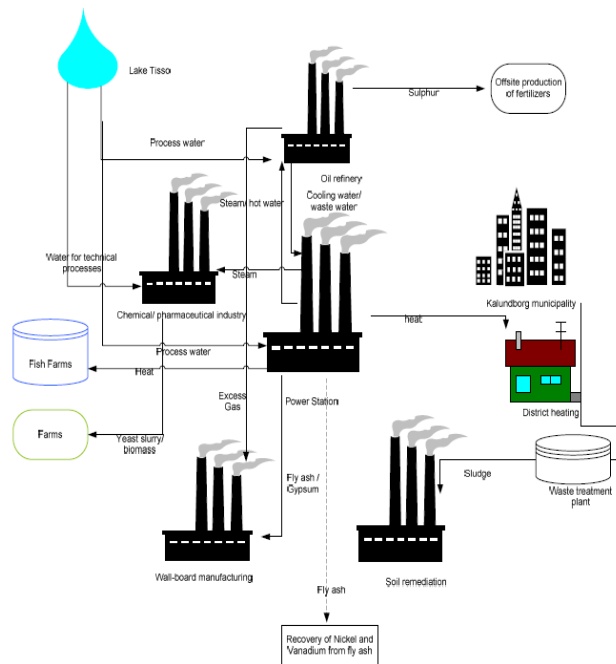 Lake Tisso
Sulphur
Offsite production
of fertilizers
Process water
Oil refinery
Cooling water/
waste water
Steam/ hot water
Water for technical
processes
Steam
Kalundborg municipality
Chemical/ pharmaceutical industry
heat
Process water
Fish Farms
Heat
District heating
Excess
Gas
Power Station
Farms
Yeast slurry/
biomass
Fly ash /
Gypsum
Sludge
Waste treatment
plant
Wall-board manufacturing
Soil remediation
Fly ash
Recovery of Nickel and
Vanadium from fly ash